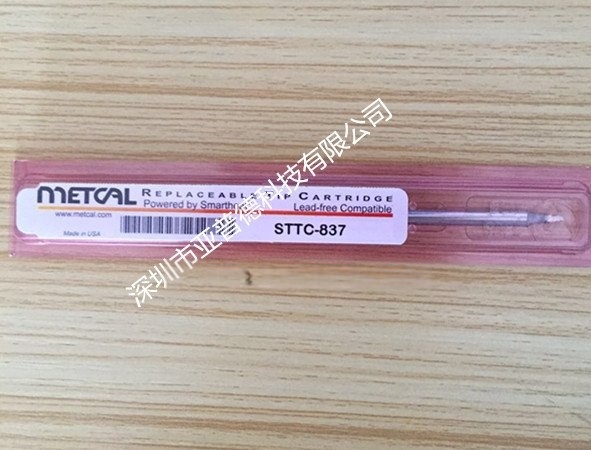 METCAL
REPLACEABLE TIP CARTRIDGE
www.metcal.com
Powered by
Lead-free Compatible
Made in USA
STTC-837
深圳市亚普德科技有限公司